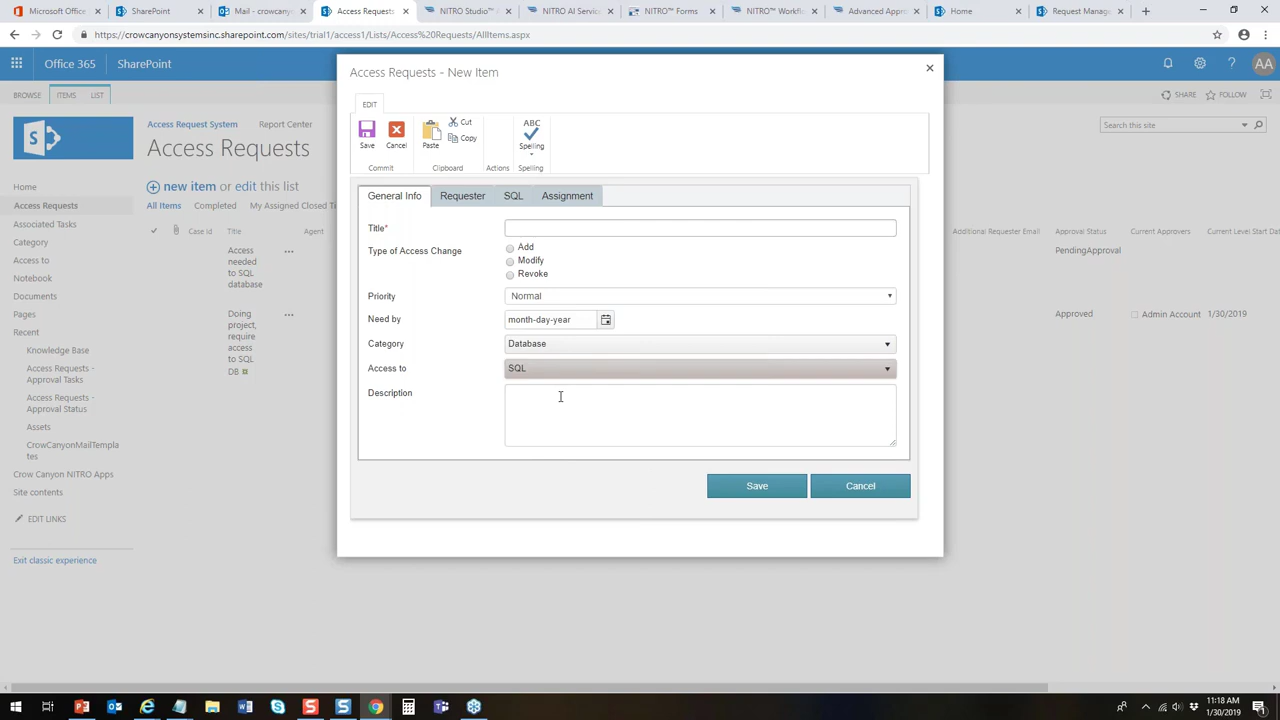 Microsoft Office
SharePoint
Mail - crowcany
Access Requests
NITRO Studio™
NITRO AI Service
NITRO™ Forms
NITRO™ Workfl
Advanced Appr
Home
Request Manag
https://crowcanyonsystemsinc.sharepoint.com/sites/trial1/access1/Lists/Access%20Requests/AllItems.aspx
Office 365
SharePoint
AA
BROWSE
ITEMS
LIST
SHARE
FOLLOW
Access Request System
Report Center
Access Requests
Search this site
new item or edit this list
All Items
Completed
My Assigned Closed Ti
Case Id
Title
Agent
Additional Requester Email
Approval Status
Current Approvers
Current Level Start Date
Access needed to SQL database
PendingApproval
Doing project, require access to SQL DB
Approved
Admin Account
1/30/2019
Home
Access Requests
Associated Tasks
Category
Access to
Notebook
Documents
Pages
Recent
Knowledge Base
Access Requests -
Approval Tasks
Access Requests -
Approval Status
Assets
CrowCanyonMailTempla
tes
Crow Canyon NITRO Apps
Site contents
EDIT LINKS
Exit classic experience
Access Requests - New Item
EDIT
Save
Cancel
Paste
Cut
Copy
ABC
Spelling
Commit
Clipboard
Actions
Spelling
General Info
Requester
SQL
Assignment
Title*
Type of Access Change
Add
Modify
Revoke
Priority
Normal
Need by
month-day-year
Category
Database
Access to
SQL
Description
Save
Cancel
11:18 AM
1/30/2019